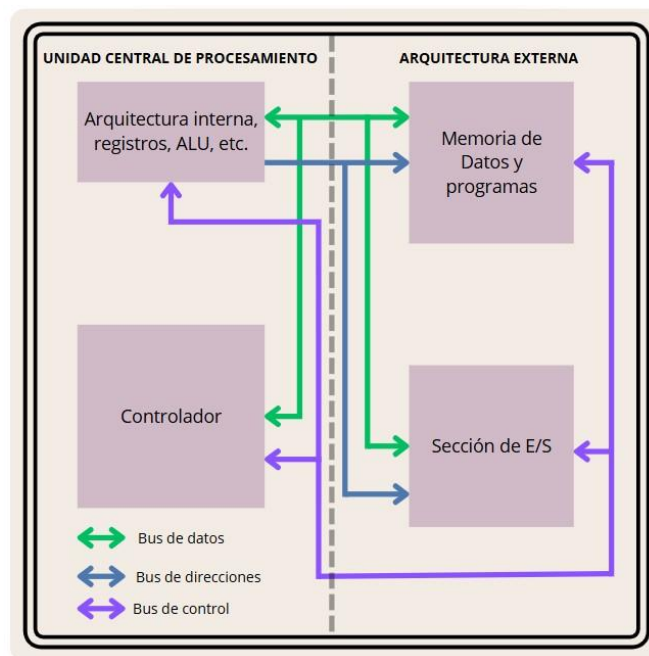 UNIDAD CENTRAL DE PROCESAMIENTO
ARQUITECTURA EXTERNA
Arquitectura interna,
registros, ALU, etc.
Memoria de
Datos y
programas
Controlador
Sección de E/S
Bus de datos
Bus de direcciones
Bus de control